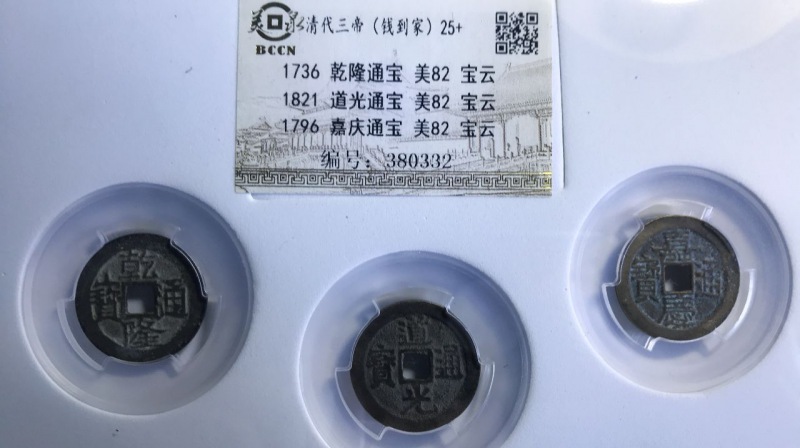 美泉清代三帝（钱到家）25+
BCCN
1736 乾隆通宝 美82 宝云
1821 道光通宝 美82 宝云
1796 嘉庆通宝 美82 宝云
编号：380332
乾隆通寶
道光通寶
嘉慶通寶